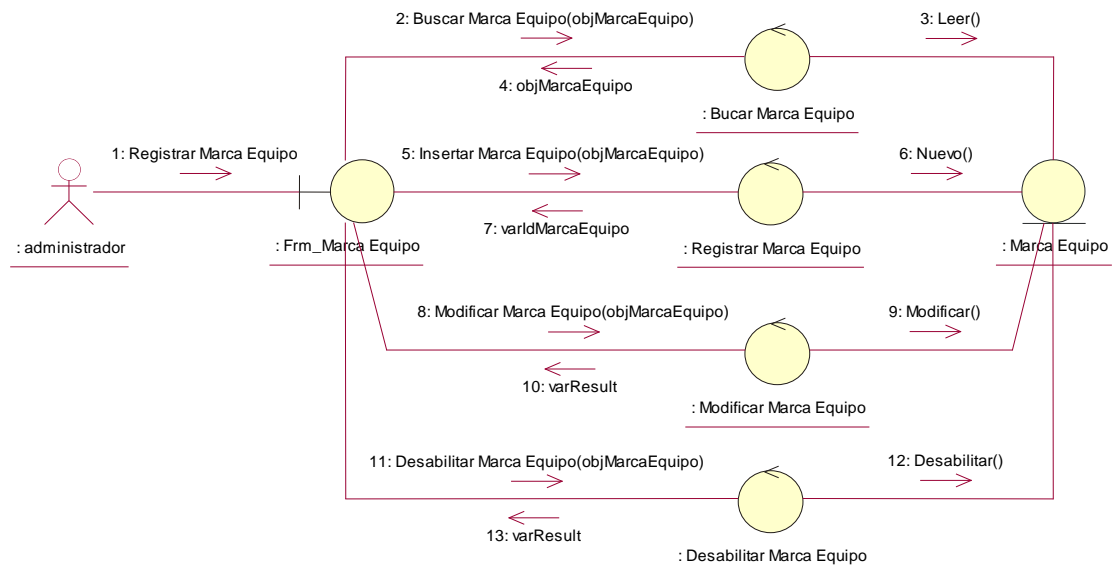 2: Buscar Marca Equipo(objMarcaEquipo)
3: Leer()
4: objMarcaEquipo
: Bucar Marca Equipo
1: Registrar Marca Equipo
5: Insertar Marca Equipo(objMarcaEquipo)
6: Nuevo()
7: varIdMarcaEquipo
: administrador
: Frm_Marca Equipo
: Registrar Marca Equipo
: Marca Equipo
8: Modificar Marca Equipo(objMarcaEquipo)
9: Modificar()
10: varResult
: Modificar Marca Equipo
11: Desabilitar Marca Equipo(objMarcaEquipo)
12: Desabilitar()
13: varResult
: Desabilitar Marca Equipo